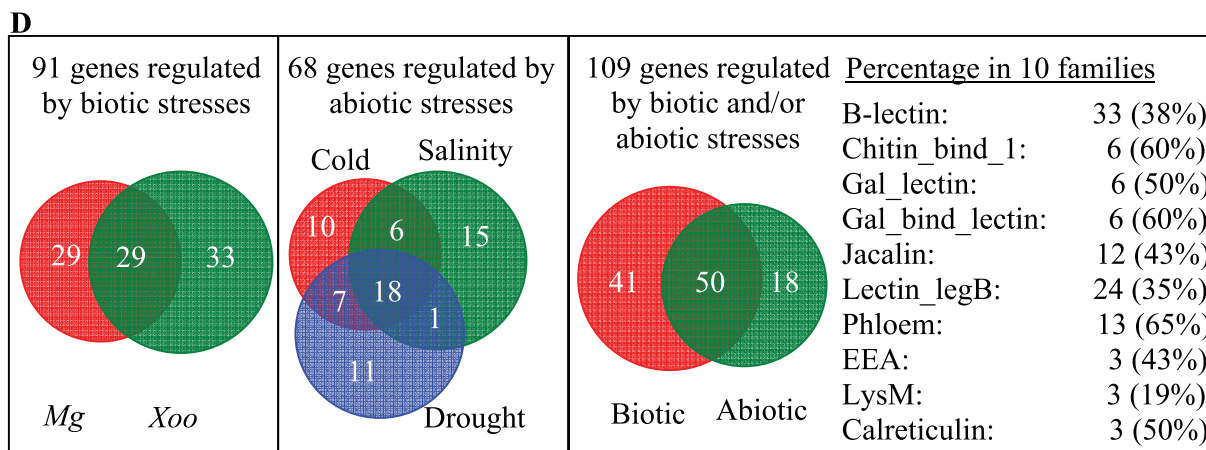 D
91 genes regulated
by biotic stresses
29
29
33
Mg
Xoo
68 genes regulated by
abiotic stresses
Cold
Salinity
10
6
15
7
18
1
11
Drought
109 genes regulated
by biotic and/or
abiotic stresses
41
50
18
Biotic
Abiotic
Percentage in 10 families
B-lectin: 33 (38%)
Chitin_bind_1: 6 (60%)
Gal_lectin: 6 (50%)
Gal_bind_lectin: 6 (60%)
Jacalin: 12 (43%)
Lectin_legB: 24 (35%)
Phloem: 13 (65%)
EEA: 3 (43%)
LysM: 3 (19%)
Calreticulin: 3 (50%)